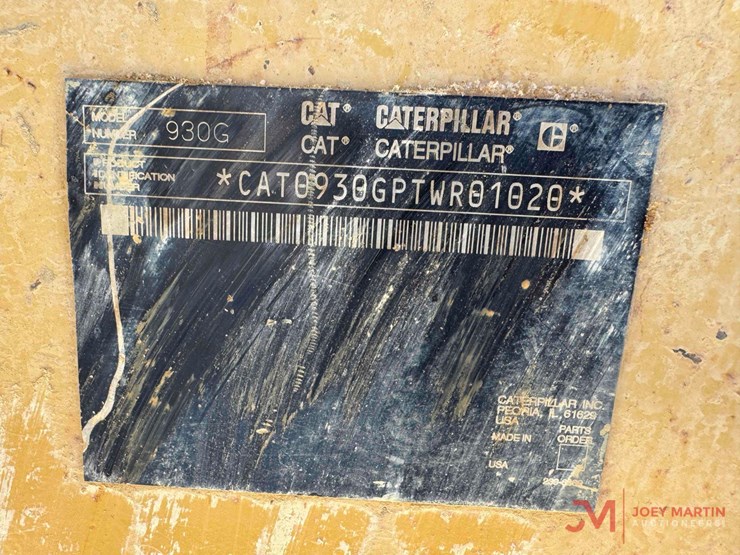 MODEL
NUMBER 930G
CAT® CATERPILLAR®
CAT® CATERPILLAR®
PRODUCT
IDENTIFICATION
NUMBER
*CAT0930GPTWR01020*
CATERPILLAR INC.
PEORIA, IL, 61629
USA
MADE IN
USA
PARTS
ORDER
JM JOEY MARTIN
AUCTIONEERS